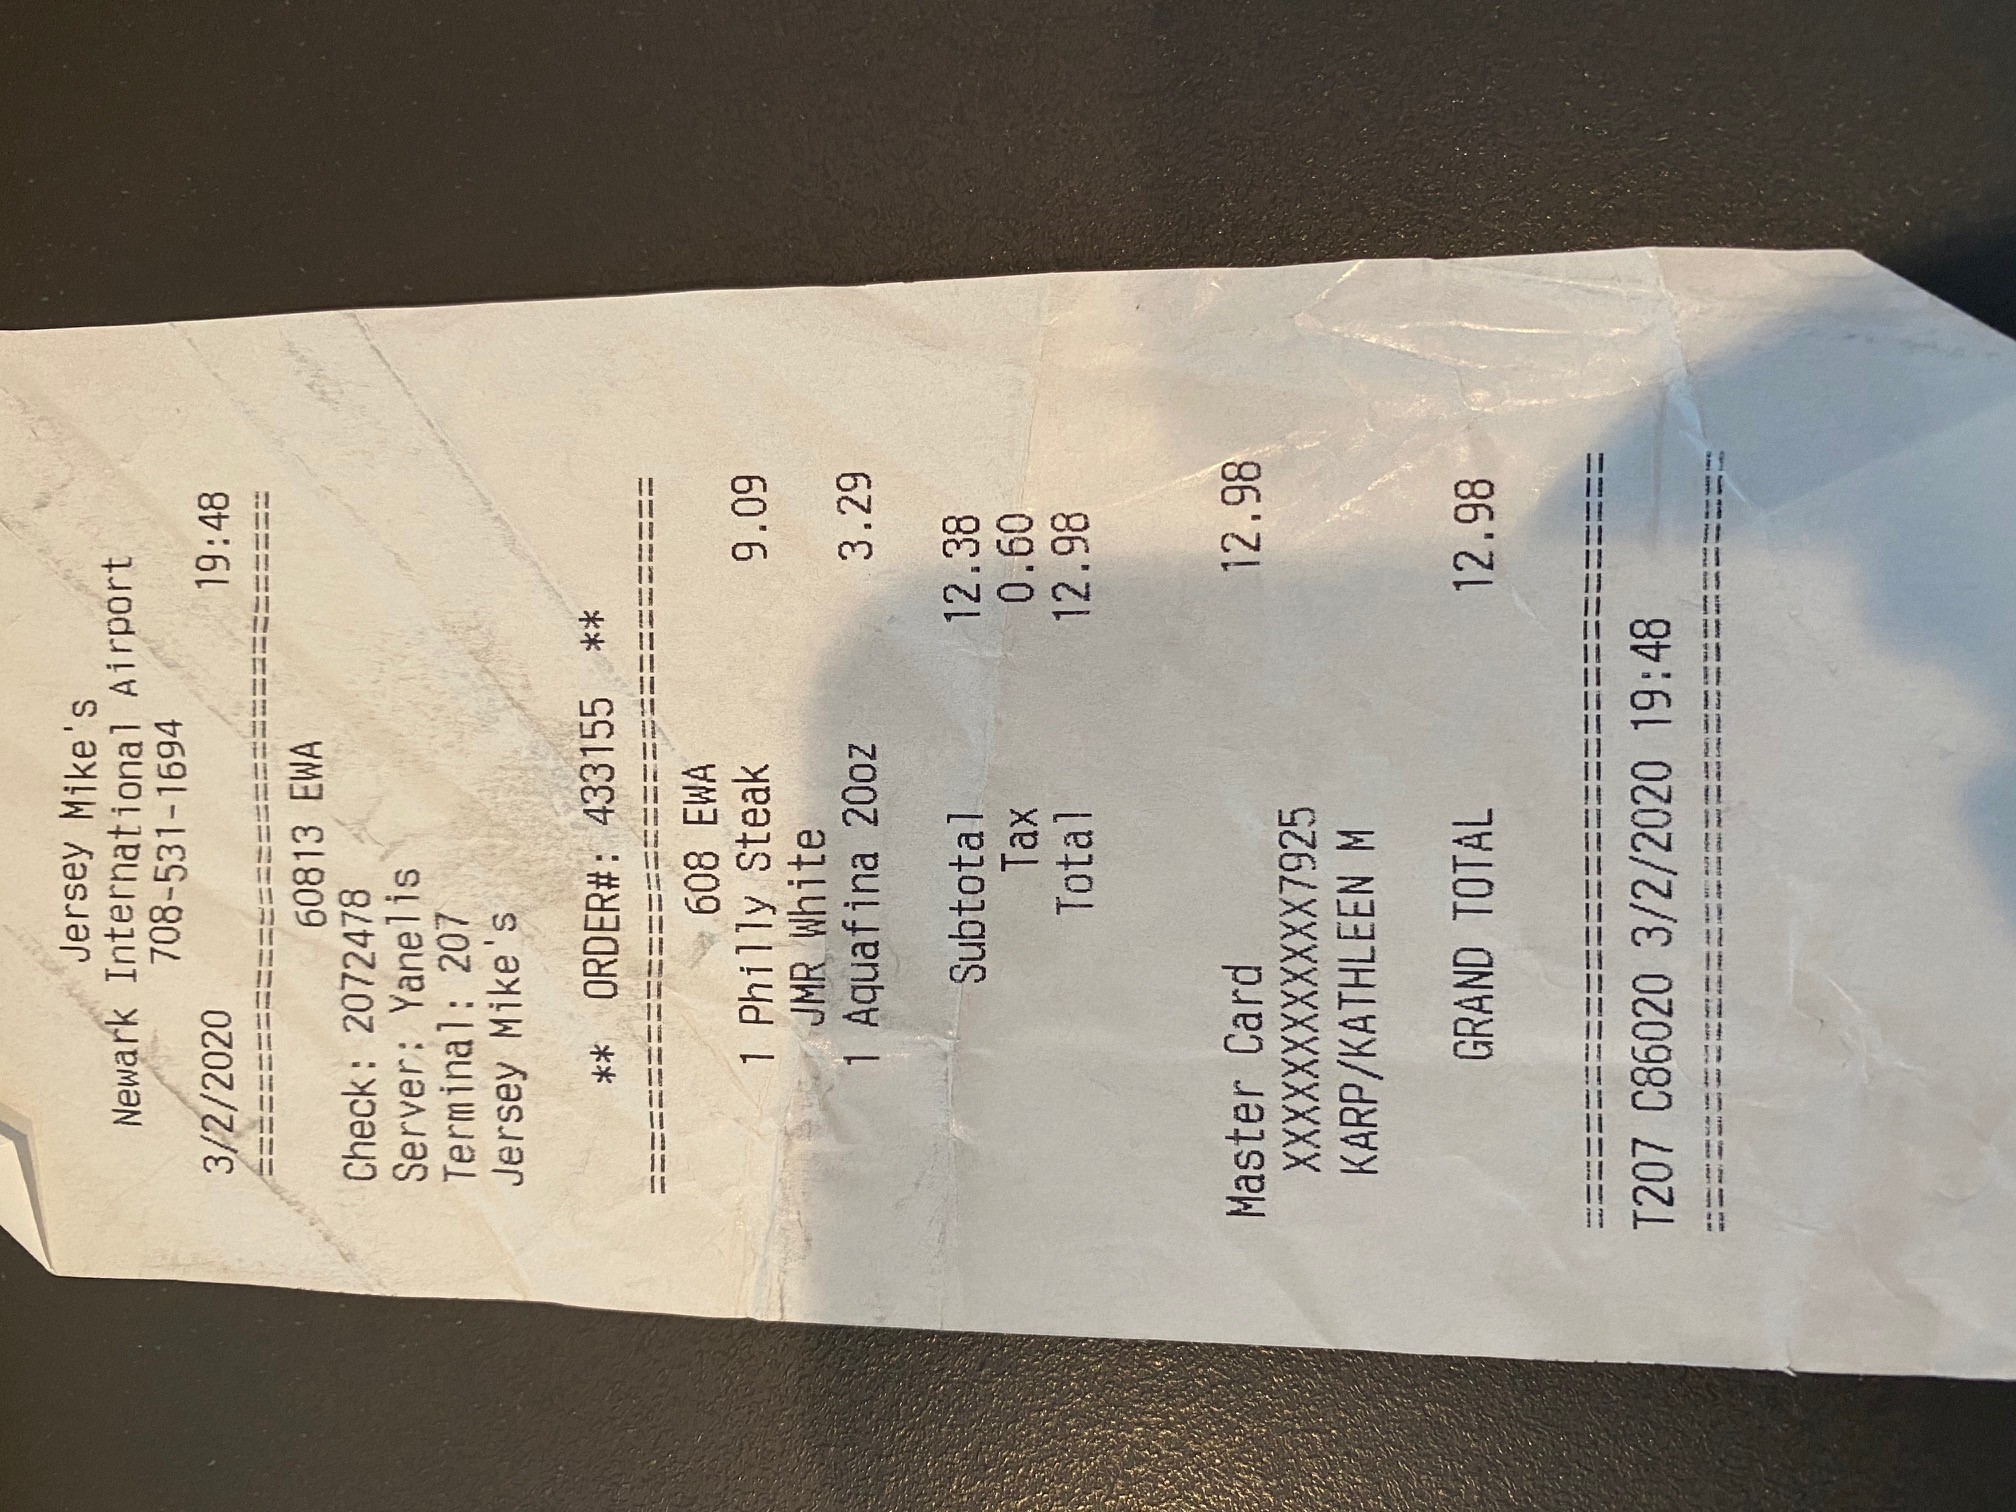 Jersey Mike's
Newark International Airport
708-531-1694
3/2/2020 19:48
========================================
60813 EWA
Check: 2072478
Server: Yanelis
Terminal: 207
Jersey Mike's
** ORDER#: 433155 **
========================================
608 EWA
1 Philly Steak 9.09
JMR White
1 Aquafina 20oz 3.29
Subtotal 12.38
Tax 0.60
Total 12.98
Master Card 12.98
XXXXXXXXXXXX7925
KARP/KATHLEEN M
GRAND TOTAL 12.98
========================================
T207 C86020 3/2/2020 19:48
========================================